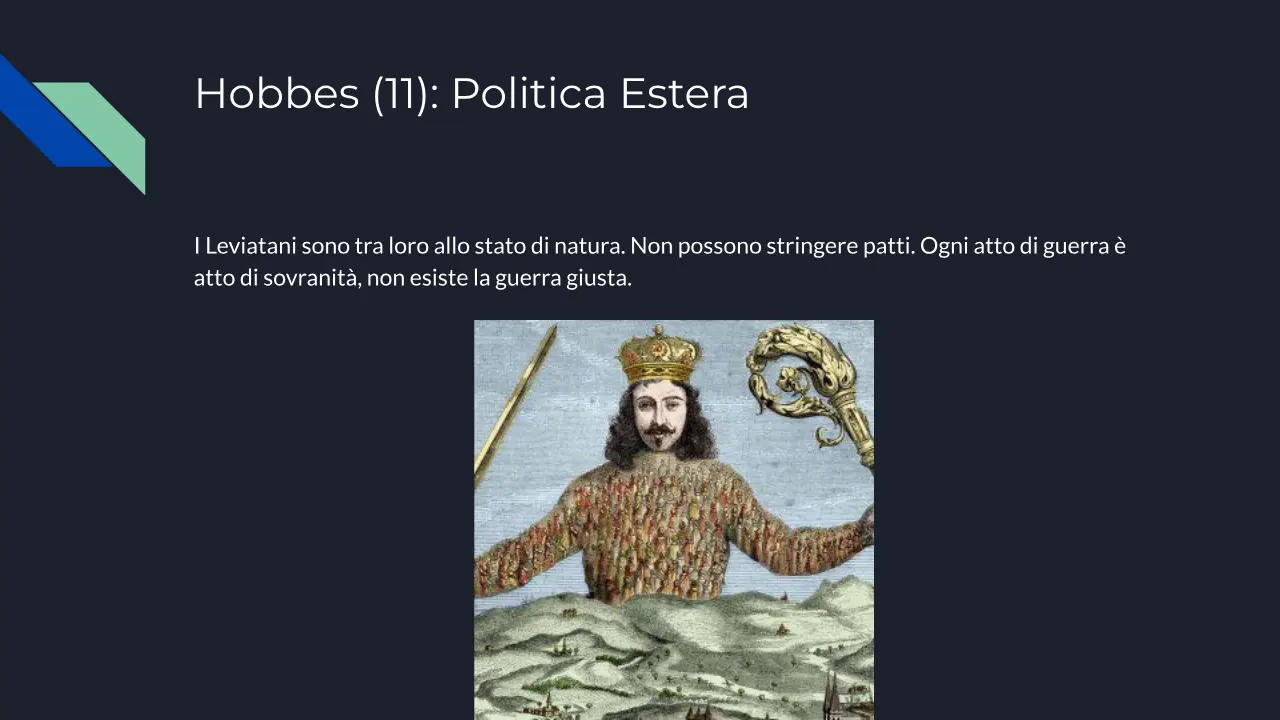 Hobbes (11): Politica Estera
I Leviatani sono tra loro allo stato di natura. Non possono stringere patti. Ogni atto di guerra è
atto di sovranità, non esiste la guerra giusta.